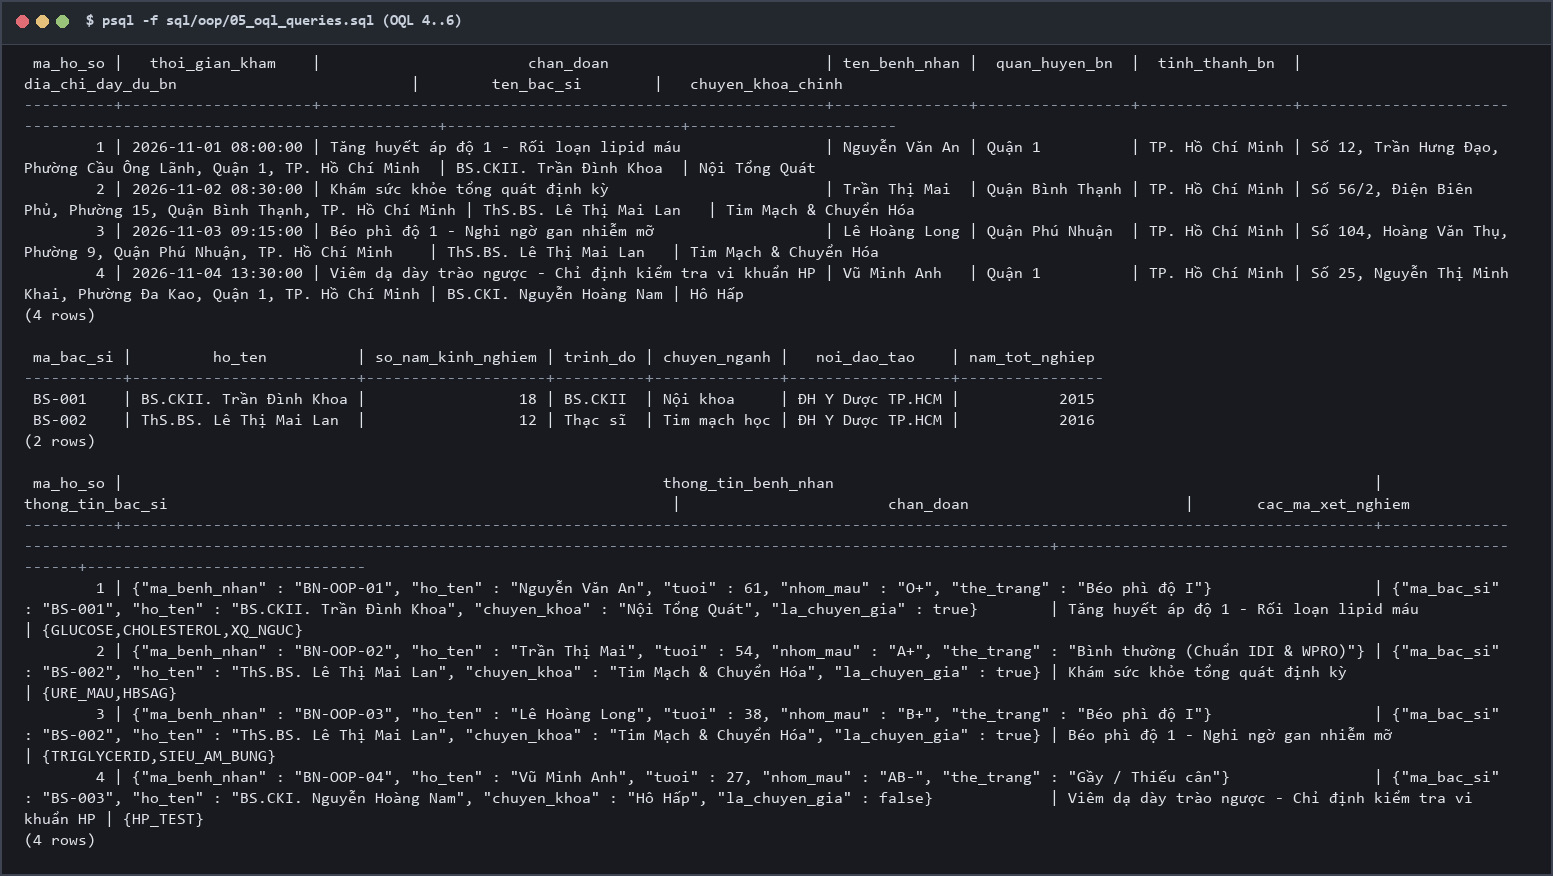 $ psql -f sql/oop/05_oql_queries.sql (OQL 4..6)
 ma_ho_so |   thoi_gian_kham    |                       chan_doan                        | ten_benh_nhan |  quan_huyen_bn  |  tinh_thanh_bn  |
dia_chi_day_du_bn                          |        ten_bac_si        |   chuyen_khoa_chinh
----------+---------------------+--------------------------------------------------------+---------------+-----------------+-----------------+-----------------------
----------------------------------------------+--------------------------+-----------------------
        1 | 2026-11-01 08:00:00 | Tăng huyết áp độ 1 - Rối loạn lipid máu                | Nguyễn Văn An | Quận 1          | TP. Hồ Chí Minh | Số 12, Trần Hưng Đạo,
Phường Cầu Ông Lãnh, Quận 1, TP. Hồ Chí Minh  | BS.CKII. Trần Đình Khoa  | Nội Tổng Quát
        2 | 2026-11-02 08:30:00 | Khám sức khỏe tổng quát định kỳ                        | Trần Thị Mai  | Quận Bình Thạnh | TP. Hồ Chí Minh | Số 56/2, Điện Biên
Phủ, Phường 15, Quận Bình Thạnh, TP. Hồ Chí Minh | ThS.BS. Lê Thị Mai Lan   | Tim Mạch & Chuyển Hóa
        3 | 2026-11-03 09:15:00 | Béo phì độ 1 - Nghi ngờ gan nhiễm mỡ                   | Lê Hoàng Long | Quận Phú Nhuận  | TP. Hồ Chí Minh | Số 104, Hoàng Văn Thụ,
Phường 9, Quận Phú Nhuận, TP. Hồ Chí Minh    | ThS.BS. Lê Thị Mai Lan   | Tim Mạch & Chuyển Hóa
        4 | 2026-11-04 13:30:00 | Viêm dạ dày trào ngược - Chỉ định kiểm tra vi khuẩn HP | Vũ Minh Anh   | Quận 1          | TP. Hồ Chí Minh | Số 25, Nguyễn Thị Minh
Khai, Phường Đa Kao, Quận 1, TP. Hồ Chí Minh | BS.CKI. Nguyễn Hoàng Nam | Hô Hấp
(4 rows)
 ma_bac_si |         ho_ten          | so_nam_kinh_nghiem | trinh_do | chuyen_nganh |   noi_dao_tao    | nam_tot_nghiep
-----------+-------------------------+--------------------+----------+--------------+------------------+----------------
 BS-001    | BS.CKII. Trần Đình Khoa |                 18 | BS.CKII  | Nội khoa     | ĐH Y Dược TP.HCM |           2015
 BS-002    | ThS.BS. Lê Thị Mai Lan  |                 12 | Thạc sĩ  | Tim mạch học | ĐH Y Dược TP.HCM |           2016
(2 rows)
 ma_ho_so |                                                            thong_tin_benh_nhan                                                            |
thong_tin_bac_si                                                        |                       chan_doan                        |       cac_ma_xet_nghiem
----------+-------------------------------------------------------------------------------------------------------------------------------------------+---------------
------------------------------------------------------------------------------------------------------------------+--------------------------------------------------
------+-------------------------------
        1 | {"ma_benh_nhan" : "BN-OOP-01", "ho_ten" : "Nguyễn Văn An", "tuoi" : 61, "nhom_mau" : "O+", "the_trang" : "Béo phì độ I"}                  | {"ma_bac_si"
: "BS-001", "ho_ten" : "BS.CKII. Trần Đình Khoa", "chuyen_khoa" : "Nội Tổng Quát", "la_chuyen_gia" : true}        | Tăng huyết áp độ 1 - Rối loạn lipid máu
| {GLUCOSE,CHOLESTEROL,XQ_NGUC}
        2 | {"ma_benh_nhan" : "BN-OOP-02", "ho_ten" : "Trần Thị Mai", "tuoi" : 54, "nhom_mau" : "A+", "the_trang" : "Bình thường (Chuẩn IDI & WPRO)"} | {"ma_bac_si"
: "BS-002", "ho_ten" : "ThS.BS. Lê Thị Mai Lan", "chuyen_khoa" : "Tim Mạch & Chuyển Hóa", "la_chuyen_gia" : true} | Khám sức khỏe tổng quát định kỳ
| {URE_MAU,HBSAG}
        3 | {"ma_benh_nhan" : "BN-OOP-03", "ho_ten" : "Lê Hoàng Long", "tuoi" : 38, "nhom_mau" : "B+", "the_trang" : "Béo phì độ I"}                  | {"ma_bac_si"
: "BS-002", "ho_ten" : "ThS.BS. Lê Thị Mai Lan", "chuyen_khoa" : "Tim Mạch & Chuyển Hóa", "la_chuyen_gia" : true} | Béo phì độ 1 - Nghi ngờ gan nhiễm mỡ
| {TRIGLYCERID,SIEU_AM_BUNG}
        4 | {"ma_benh_nhan" : "BN-OOP-04", "ho_ten" : "Vũ Minh Anh", "tuoi" : 27, "nhom_mau" : "AB-", "the_trang" : "Gầy / Thiếu cân"}                | {"ma_bac_si"
: "BS-003", "ho_ten" : "BS.CKI. Nguyễn Hoàng Nam", "chuyen_khoa" : "Hô Hấp", "la_chuyen_gia" : false}             | Viêm dạ dày trào ngược - Chỉ định kiểm tra vi
khuẩn HP | {HP_TEST}
(4 rows)